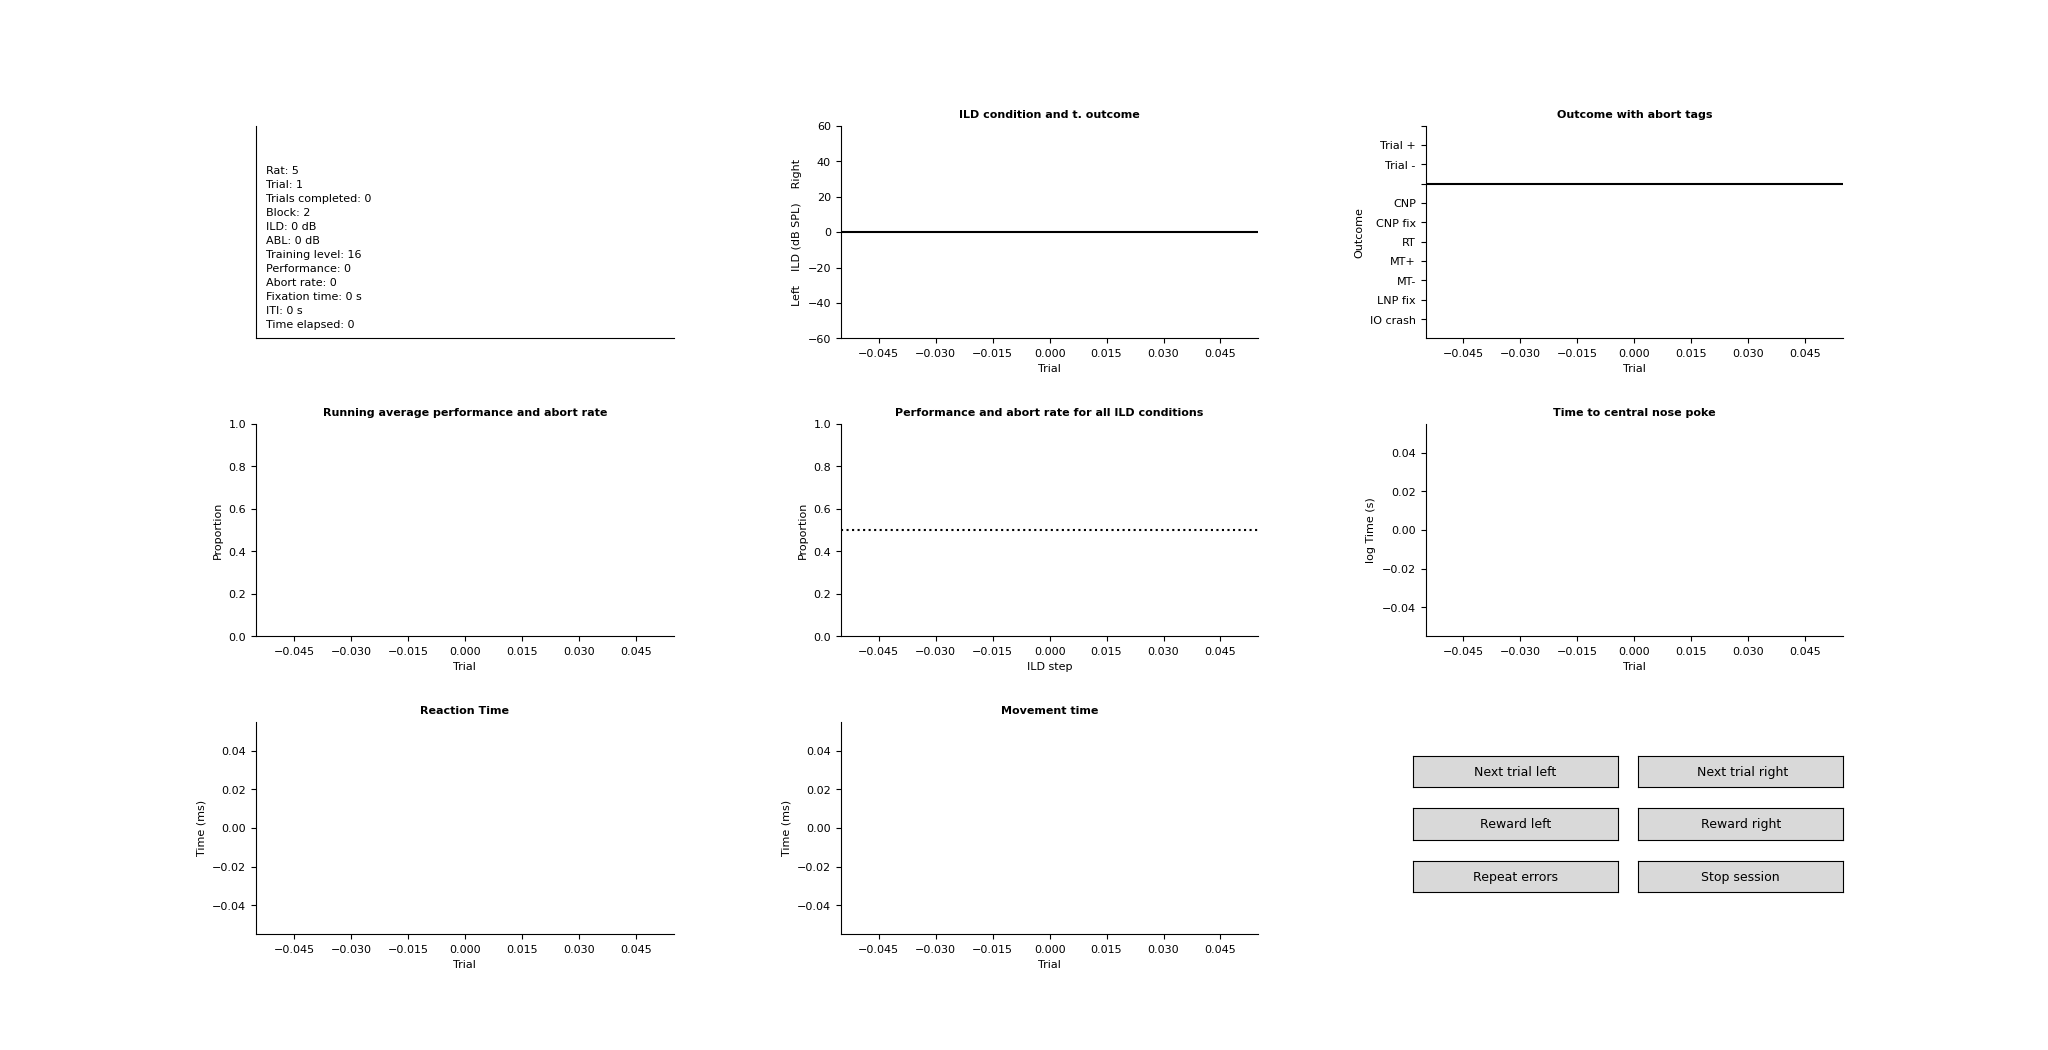 Rat: 5
Trial: 1
Trials completed: 0
Block: 2
ILD: 0 dB
ABL: 0 dB
Training level: 16
Performance: 0
Abort rate: 0
Fixation time: 0 s
ITI: 0 s
Time elapsed: 0
ILD condition and t. outcome
Left ILD (dB SPL) Right
60
40
20
0
−20
−40
−60
−0.045 −0.030 −0.015 0.000 0.015 0.030 0.045
Trial
Outcome with abort tags
Outcome
Trial +
Trial -
CNP
CNP fix
RT
MT+
MT-
LNP fix
IO crash
−0.045 −0.030 −0.015 0.000 0.015 0.030 0.045
Trial
Running average performance and abort rate
Proportion
1.0
0.8
0.6
0.4
0.2
0.0
−0.045 −0.030 −0.015 0.000 0.015 0.030 0.045
Trial
Performance and abort rate for all ILD conditions
Proportion
1.0
0.8
0.6
0.4
0.2
0.0
−0.045 −0.030 −0.015 0.000 0.015 0.030 0.045
ILD step
Time to central nose poke
log Time (s)
0.04
0.02
0.00
−0.02
−0.04
−0.045 −0.030 −0.015 0.000 0.015 0.030 0.045
Trial
Reaction Time
Time (ms)
0.04
0.02
0.00
−0.02
−0.04
−0.045 −0.030 −0.015 0.000 0.015 0.030 0.045
Trial
Movement time
Time (ms)
0.04
0.02
0.00
−0.02
−0.04
−0.045 −0.030 −0.015 0.000 0.015 0.030 0.045
Trial
Next trial left
Next trial right
Reward left
Reward right
Repeat errors
Stop session